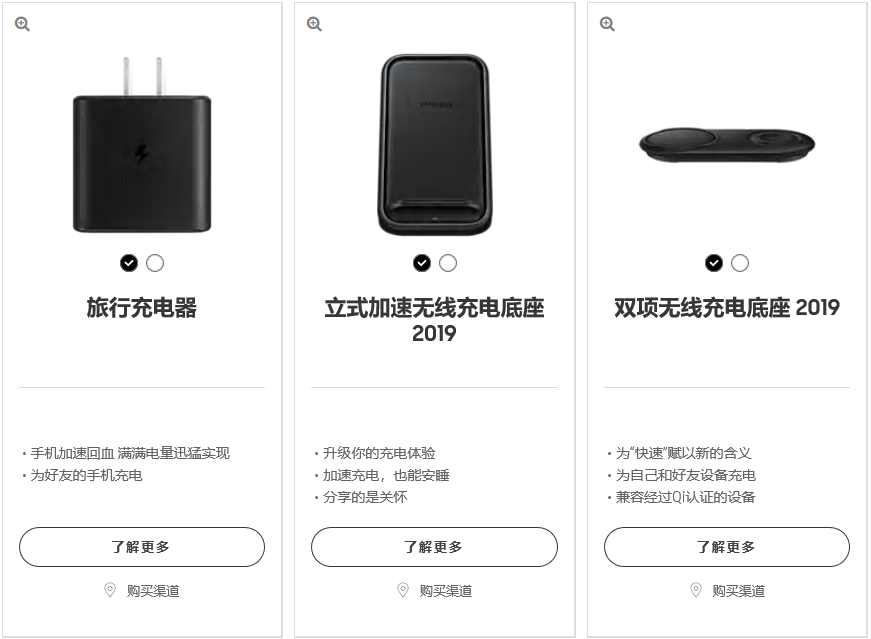 旅行充电器
• 手机加速回血 满满电量迅猛实现
• 为好友的手机充电
了解更多
购买渠道
立式加速无线充电底座
2019
• 升级你的充电体验
• 加速充电，也能安睡
• 分享的是关怀
了解更多
购买渠道
双项无线充电底座 2019
• 为“快速”赋以新的含义
• 为自己和好友设备充电
• 兼容经过Qi认证的设备
了解更多
购买渠道